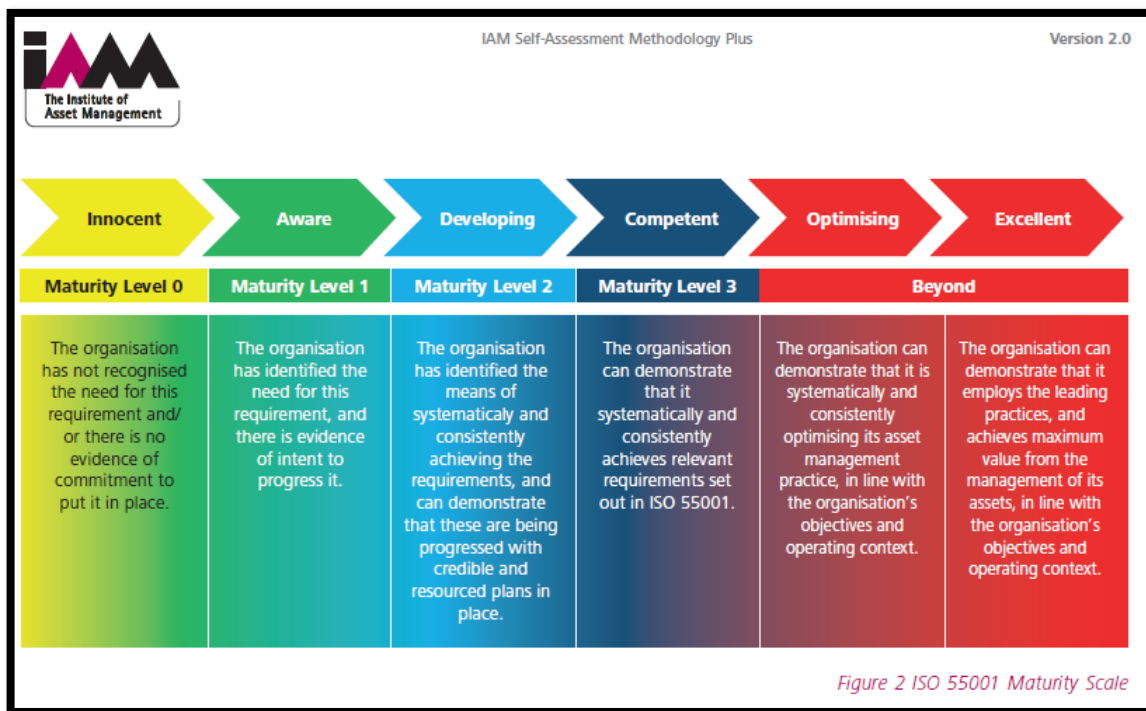 iAM
The Institute of
Asset Management
IAM Self-Assessment Methodology Plus
Version 2.0
Innocent
Aware
Developing
Competent
Optimising
Excellent
Maturity Level 0
Maturity Level 1
Maturity Level 2
Maturity Level 3
Beyond
The organisation
has not recognised
the need for this
requirement and/
or there is no
evidence of
commitment to
put it in place.
The organisation
has identified the
need for this
requirement, and
there is evidence
of intent to
progress it.
The organisation
has identified the
means of
systematicaly and
consistently
achieving the
requirements, and
can demonstrate
that these are being
progressed with
credible and
resourced plans in
place.
The organisation
can demonstrate
that it
systematically and
consistently
achieves relevant
requirements set
out in ISO 55001.
The organisation can
demonstrate that it is
systematically and
consistently
optimising its asset
management
practice, in line with
the organisation’s
objectives and
operating context.
The organisation can
demonstrate that it
employs the leading
practices, and
achieves maximum
value from the
management of its
assets, in line with
the organisation’s
objectives and
operating context.
Figure 2 ISO 55001 Maturity Scale